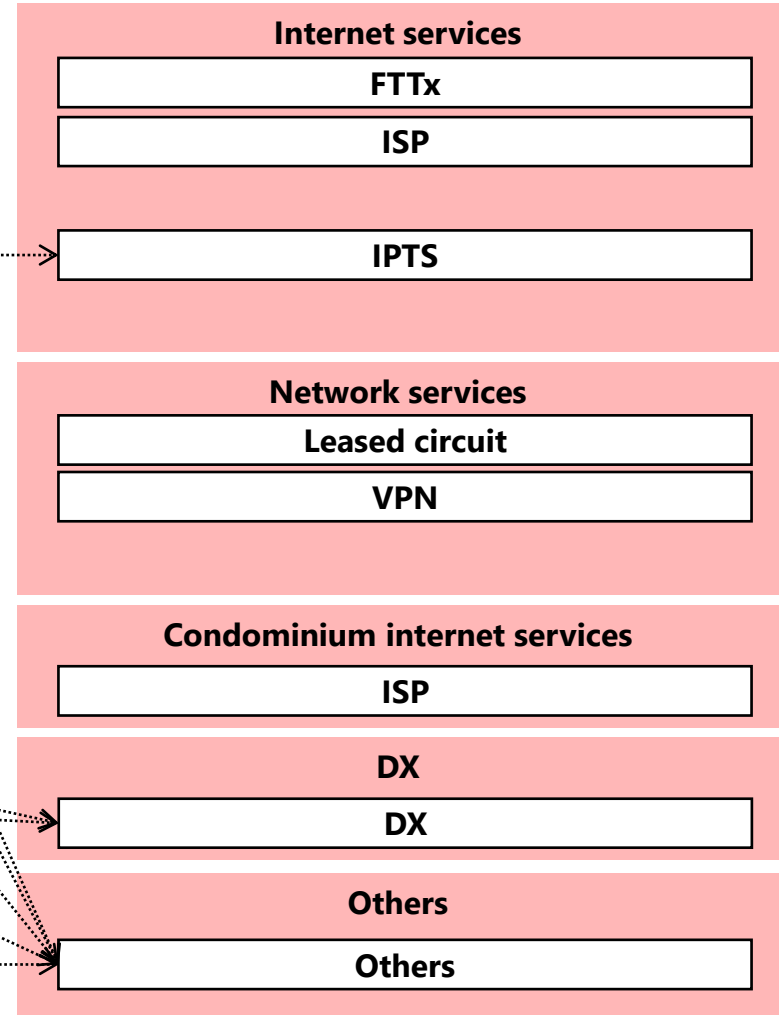 Internet services
FTTx
ISP
IPTS
Network services
Leased circuit
VPN
Condominium internet services
ISP
DX
DX
Others
Others